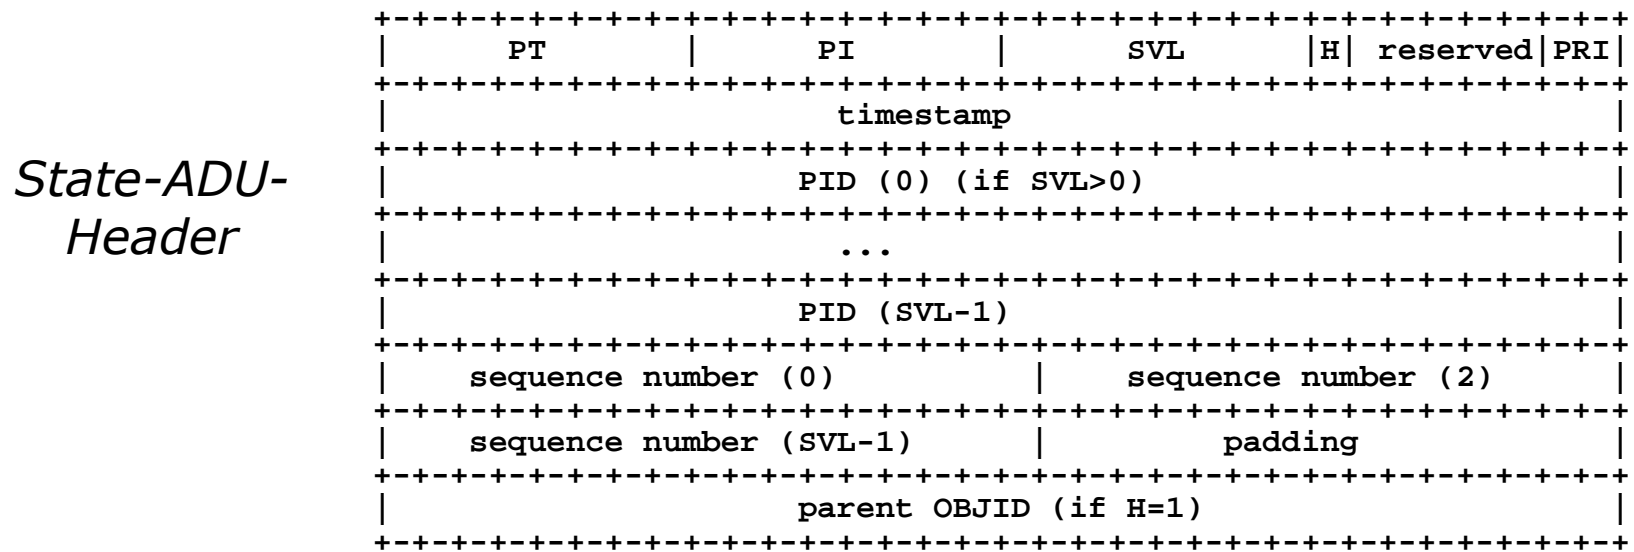 State-ADU-
Header
+-+-+-+-+-+-+-+-+-+-+-+-+-+-+-+-+-+-+-+-+-+-+-+-+-+-+-+-+-+-+-+-+
| PT | PI | SVL |H| reserved|PRI|
+-+-+-+-+-+-+-+-+-+-+-+-+-+-+-+-+-+-+-+-+-+-+-+-+-+-+-+-+-+-+-+-+
| timestamp |
+-+-+-+-+-+-+-+-+-+-+-+-+-+-+-+-+-+-+-+-+-+-+-+-+-+-+-+-+-+-+-+-+
| PID (0) (if SVL>0) |
+-+-+-+-+-+-+-+-+-+-+-+-+-+-+-+-+-+-+-+-+-+-+-+-+-+-+-+-+-+-+-+-+
| ... |
+-+-+-+-+-+-+-+-+-+-+-+-+-+-+-+-+-+-+-+-+-+-+-+-+-+-+-+-+-+-+-+-+
| PID (SVL-1) |
+-+-+-+-+-+-+-+-+-+-+-+-+-+-+-+-+-+-+-+-+-+-+-+-+-+-+-+-+-+-+-+-+
| sequence number (0) | sequence number (2) |
+-+-+-+-+-+-+-+-+-+-+-+-+-+-+-+-+-+-+-+-+-+-+-+-+-+-+-+-+-+-+-+-+
| sequence number (SVL-1) | padding |
+-+-+-+-+-+-+-+-+-+-+-+-+-+-+-+-+-+-+-+-+-+-+-+-+-+-+-+-+-+-+-+-+
| parent OBJID (if H=1) |
+-+-+-+-+-+-+-+-+-+-+-+-+-+-+-+-+-+-+-+-+-+-+-+-+-+-+-+-+-+-+-+-+